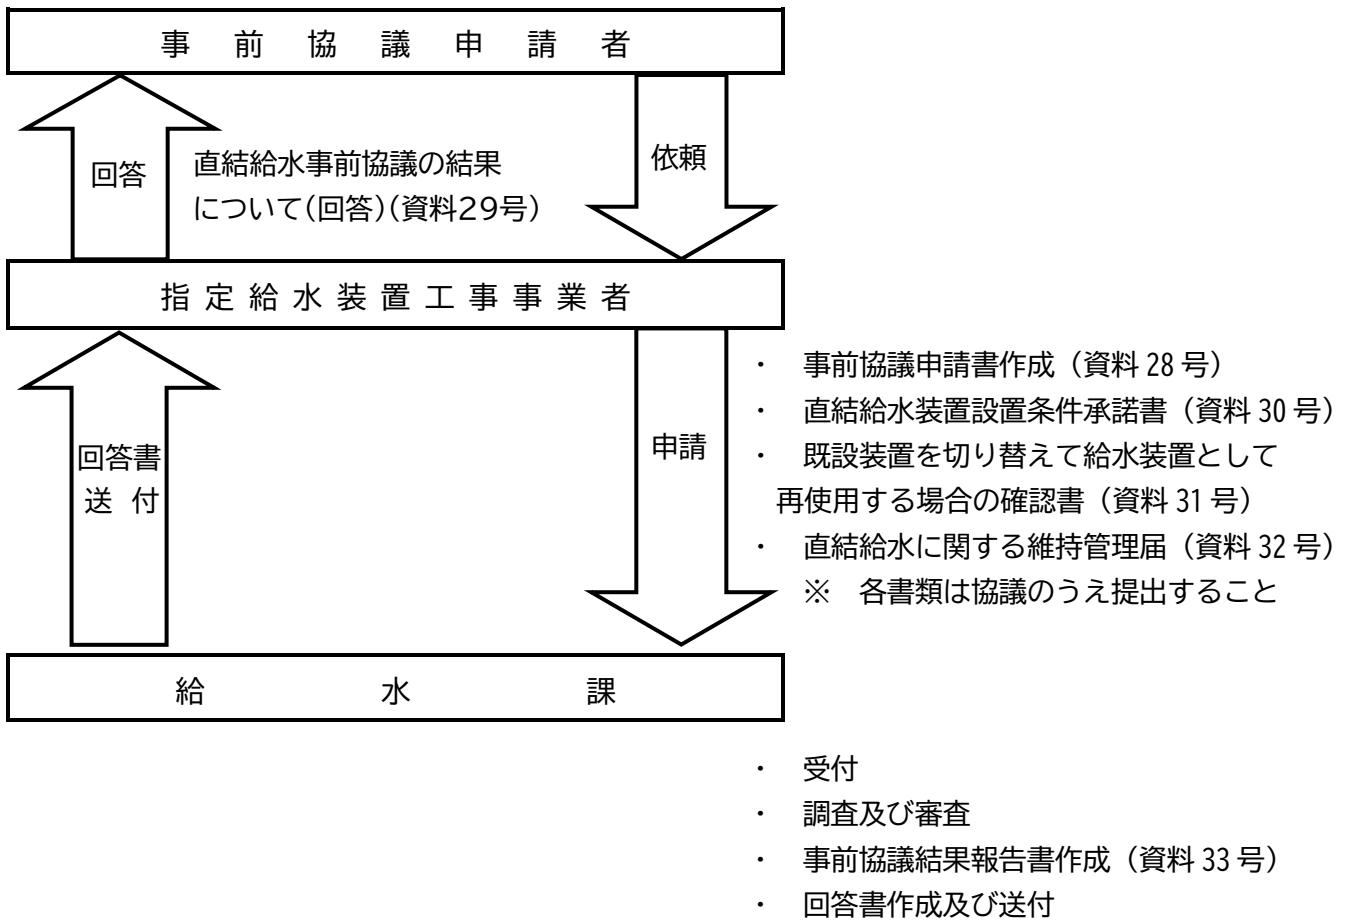 事前協議申請者
回答
直結給水事前協議の結果
について(回答)(資料29号)
依頼
指定給水装置工事事業者
回答書
送 付
申請
・ 事前協議申請書作成（資料 28 号）
・ 直結給水装置設置条件承諾書（資料 30 号）
・ 既設装置を切り替えて給水装置として
再使用する場合の確認書（資料 31 号）
・ 直結給水に関する維持管理届（資料 32 号）
※ 各書類は協議のうえ提出すること
給水課
・ 受付
・ 調査及び審査
・ 事前協議結果報告書作成（資料 33 号）
・ 回答書作成及び送付